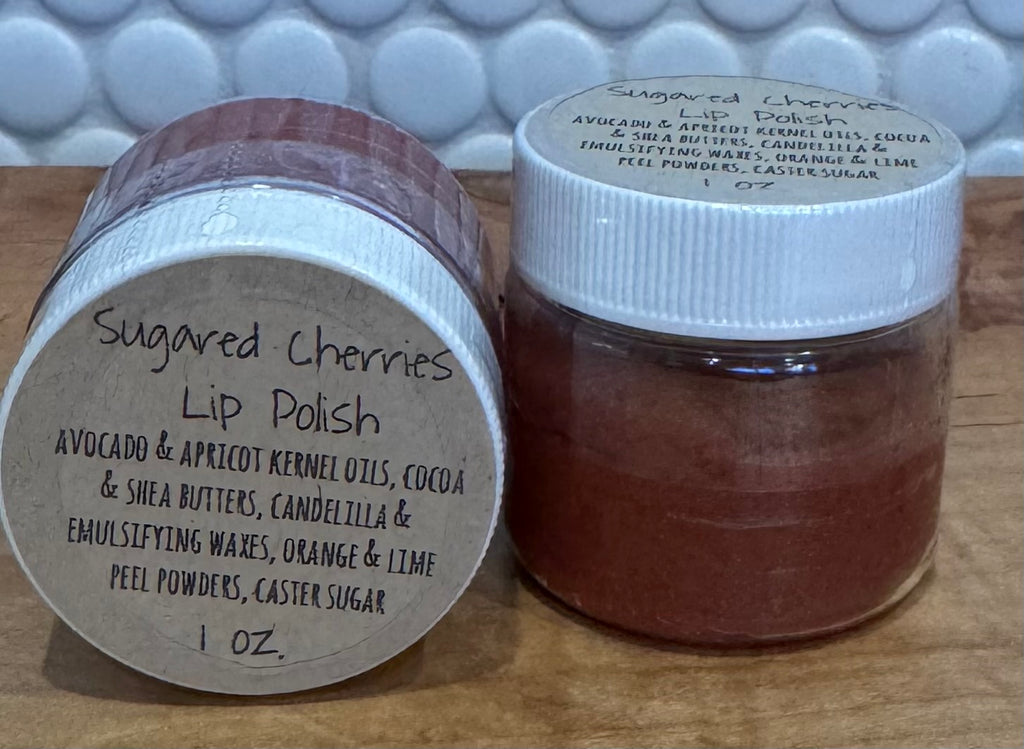 Sugared Cherries
Lip Polish
AVOCADO & APRICOT KERNEL OILS, COCOA
& SHEA BUTTERS, CANDELILLA &
EMULSIFYING WAXES, ORANGE & LIME
PEEL POWDERS, CASTER SUGAR
1 OZ.
Sugared Cherries
Lip Polish
AVOCADO & APRICOT KERNEL OILS, COCOA
& SHEA BUTTERS, CANDELILLA &
EMULSIFYING WAXES, ORANGE & LIME
PEEL POWDERS, CASTER SUGAR
1 OZ